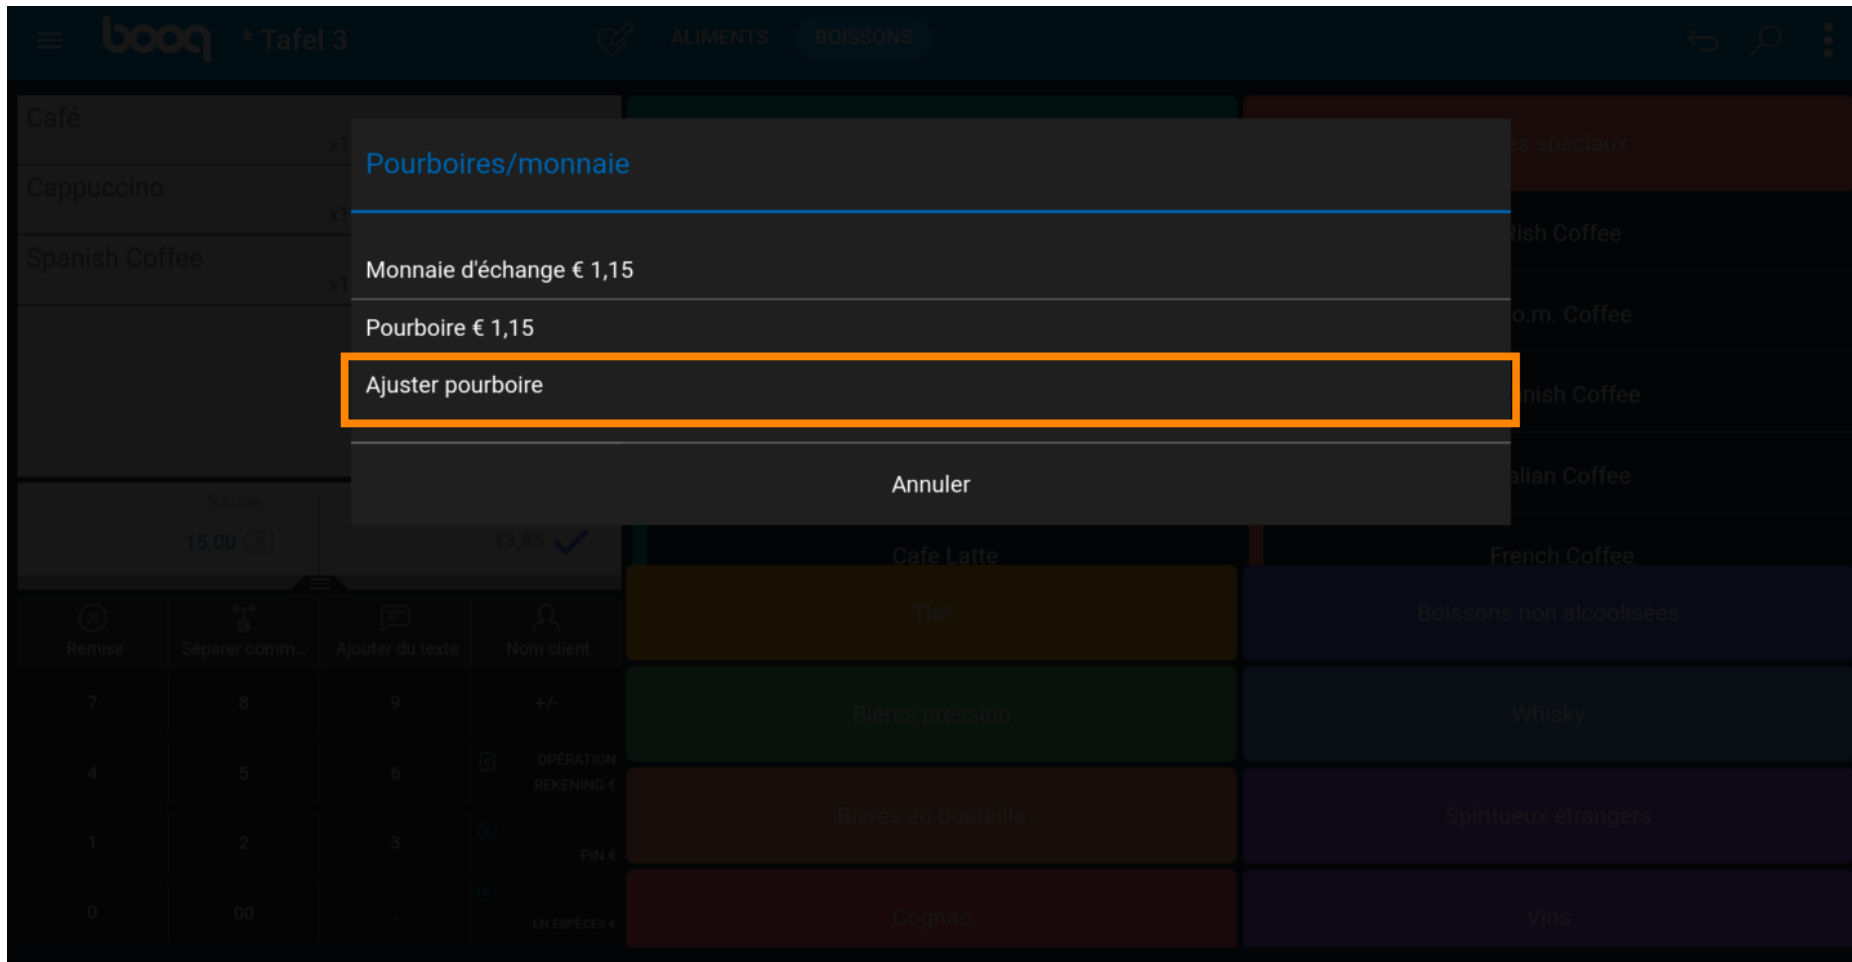 booq
* Tafel 3
ALIMENTS
BOISSONS
Café
x1
Cappuccino
x1
Spanish Coffee
x1
Pourboires/monnaie
Monnaie d'échange € 1,15
Pourboire € 1,15
Ajuster pourboire
Annuler
Saisie
15.00
13,85
Remise
Séparer comm...
Ajouter du texte
Nom client
7
8
9
+/-
4
5
6
OPÉRATION
REKENING €
1
2
3
PIN €
0
00
.
EN ESPÈCES €
Cafe Latte
Thé
Bières pression
Bières en bouteille
Cognac
spéciaux
ish Coffee
o.m. Coffee
nish Coffee
alian Coffee
French Coffee
Boissons non alcoolisées
Whisky
Spiritueux étrangers
Vins